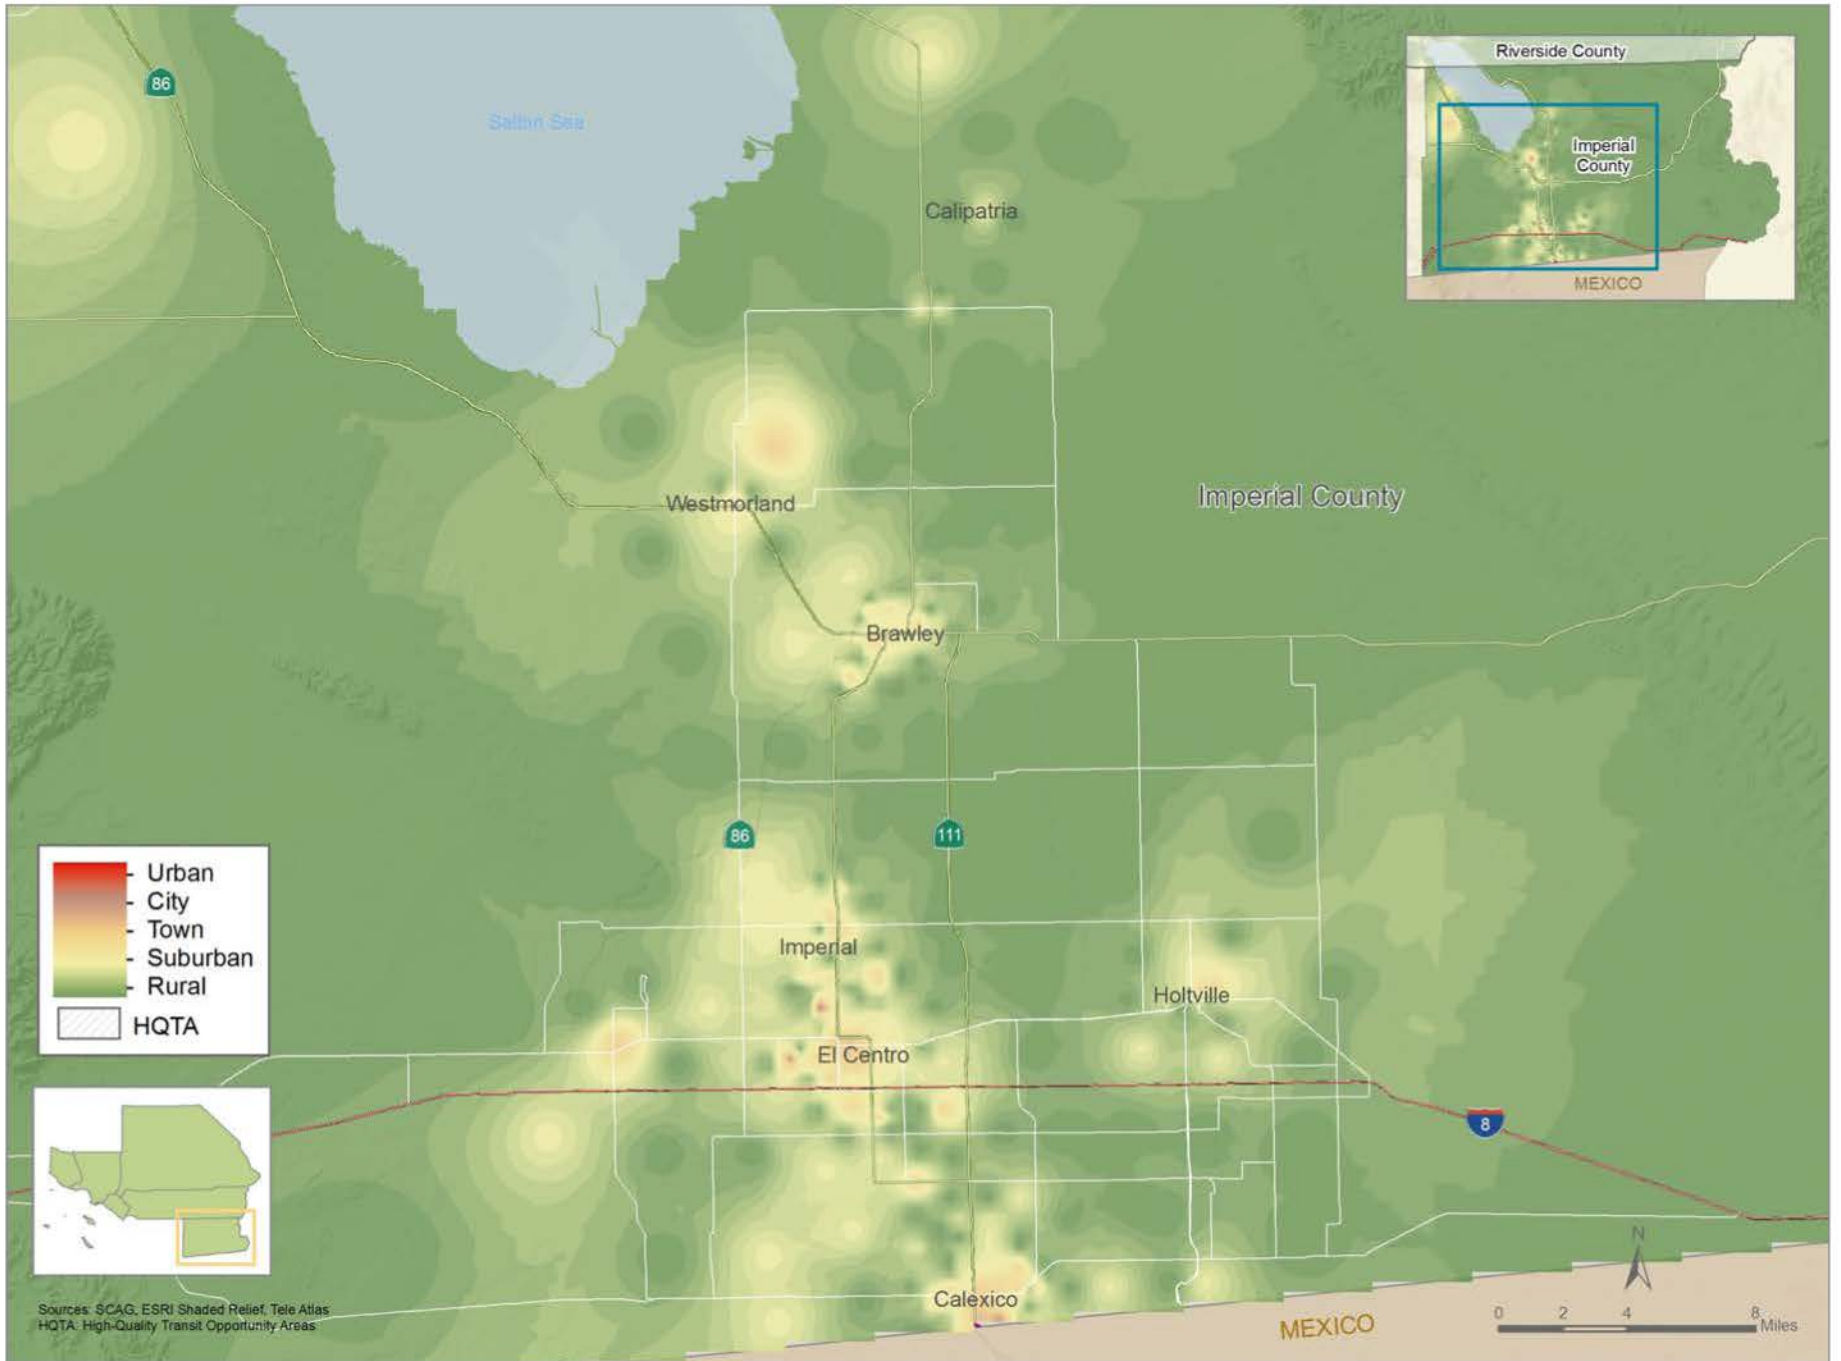 86
Salton Sea
Riverside County
Imperial
County
MEXICO
Calipatria
Westmorland
Imperial County
Brawley
86
111
Urban
City
Town
Suburban
Rural
HQTA
Imperial
Holtville
El Centro
8
Calexico
MEXICO
N
0 2 4 8
Miles
Sources: SCAG, ESRI Shaded Relief, Tele Atlas
HQTA: High-Quality Transit Opportunity Areas